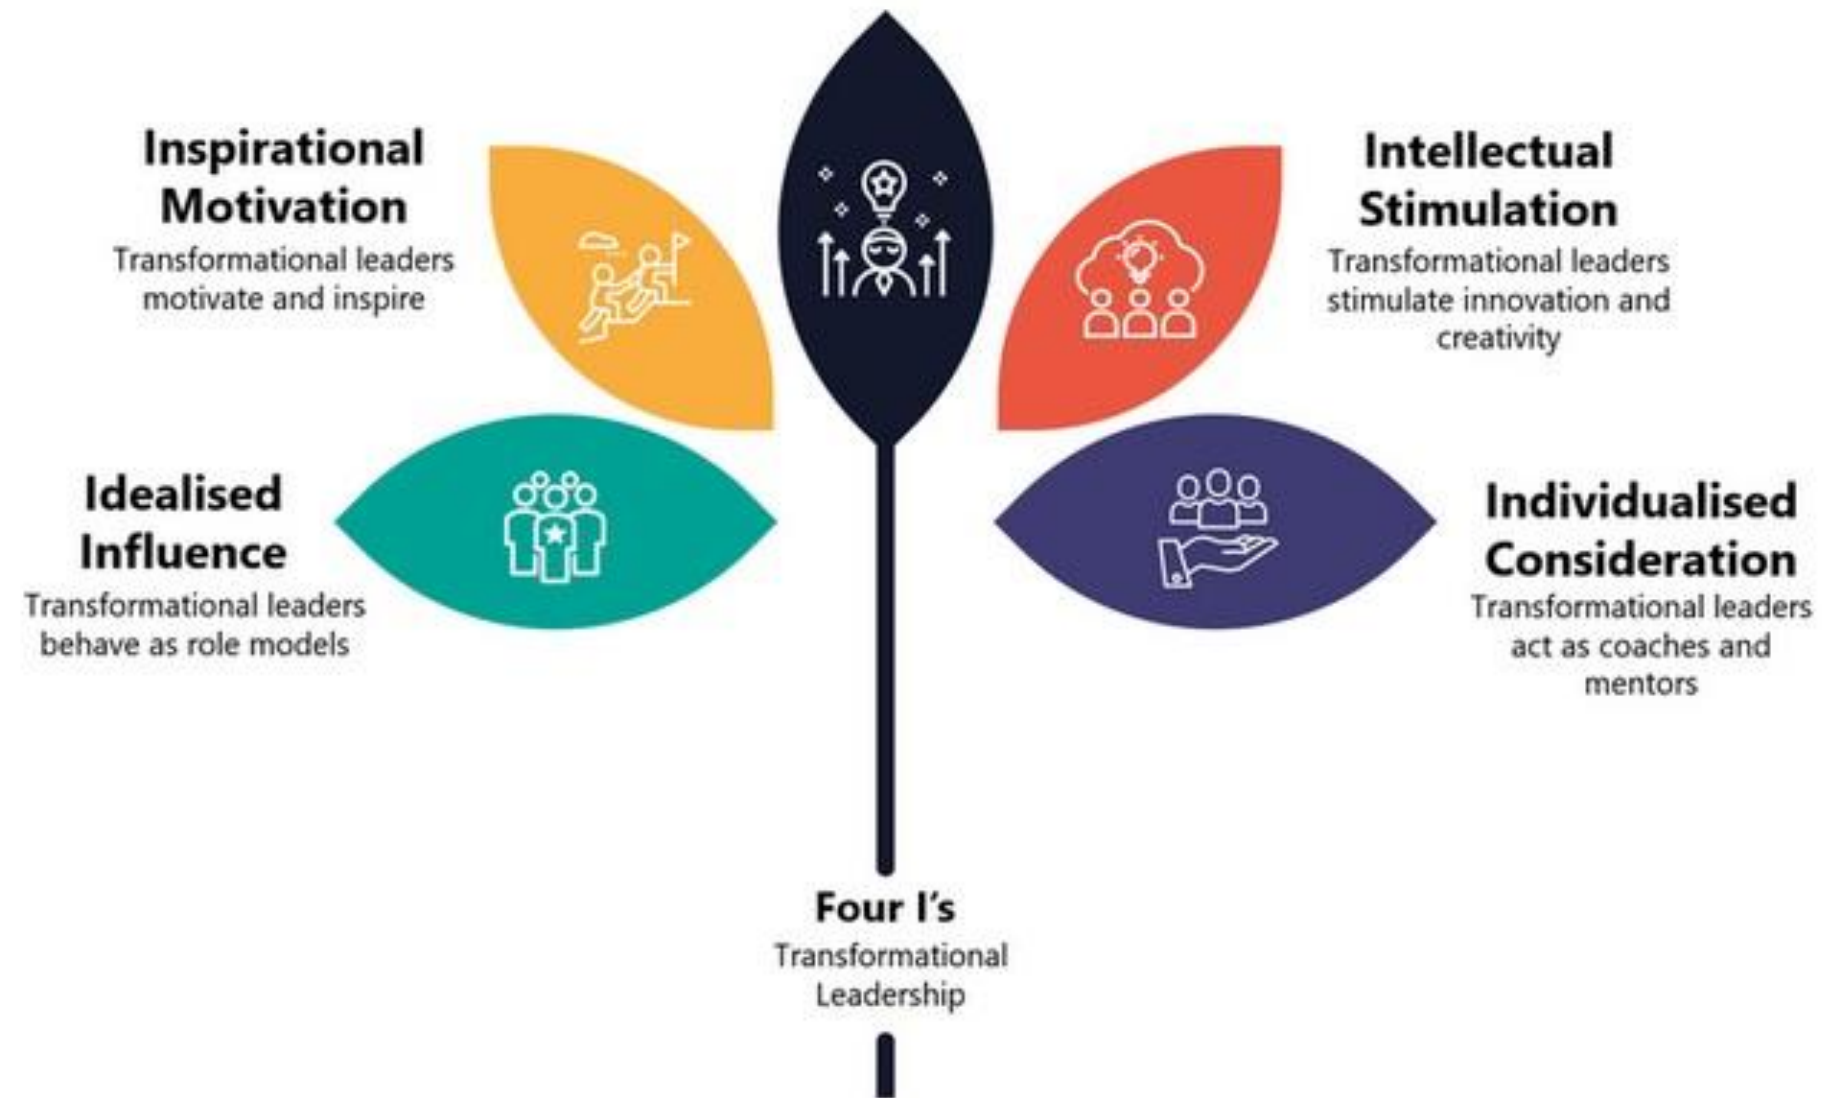 Inspirational
Motivation
Transformational leaders
motivate and inspire
Intellectual
Stimulation
Transformational leaders
stimulate innovation and
creativity
Idealised
Influence
Transformational leaders
behave as role models
Individualised
Consideration
Transformational leaders
act as coaches and
mentors
Four I's
Transformational
Leadership